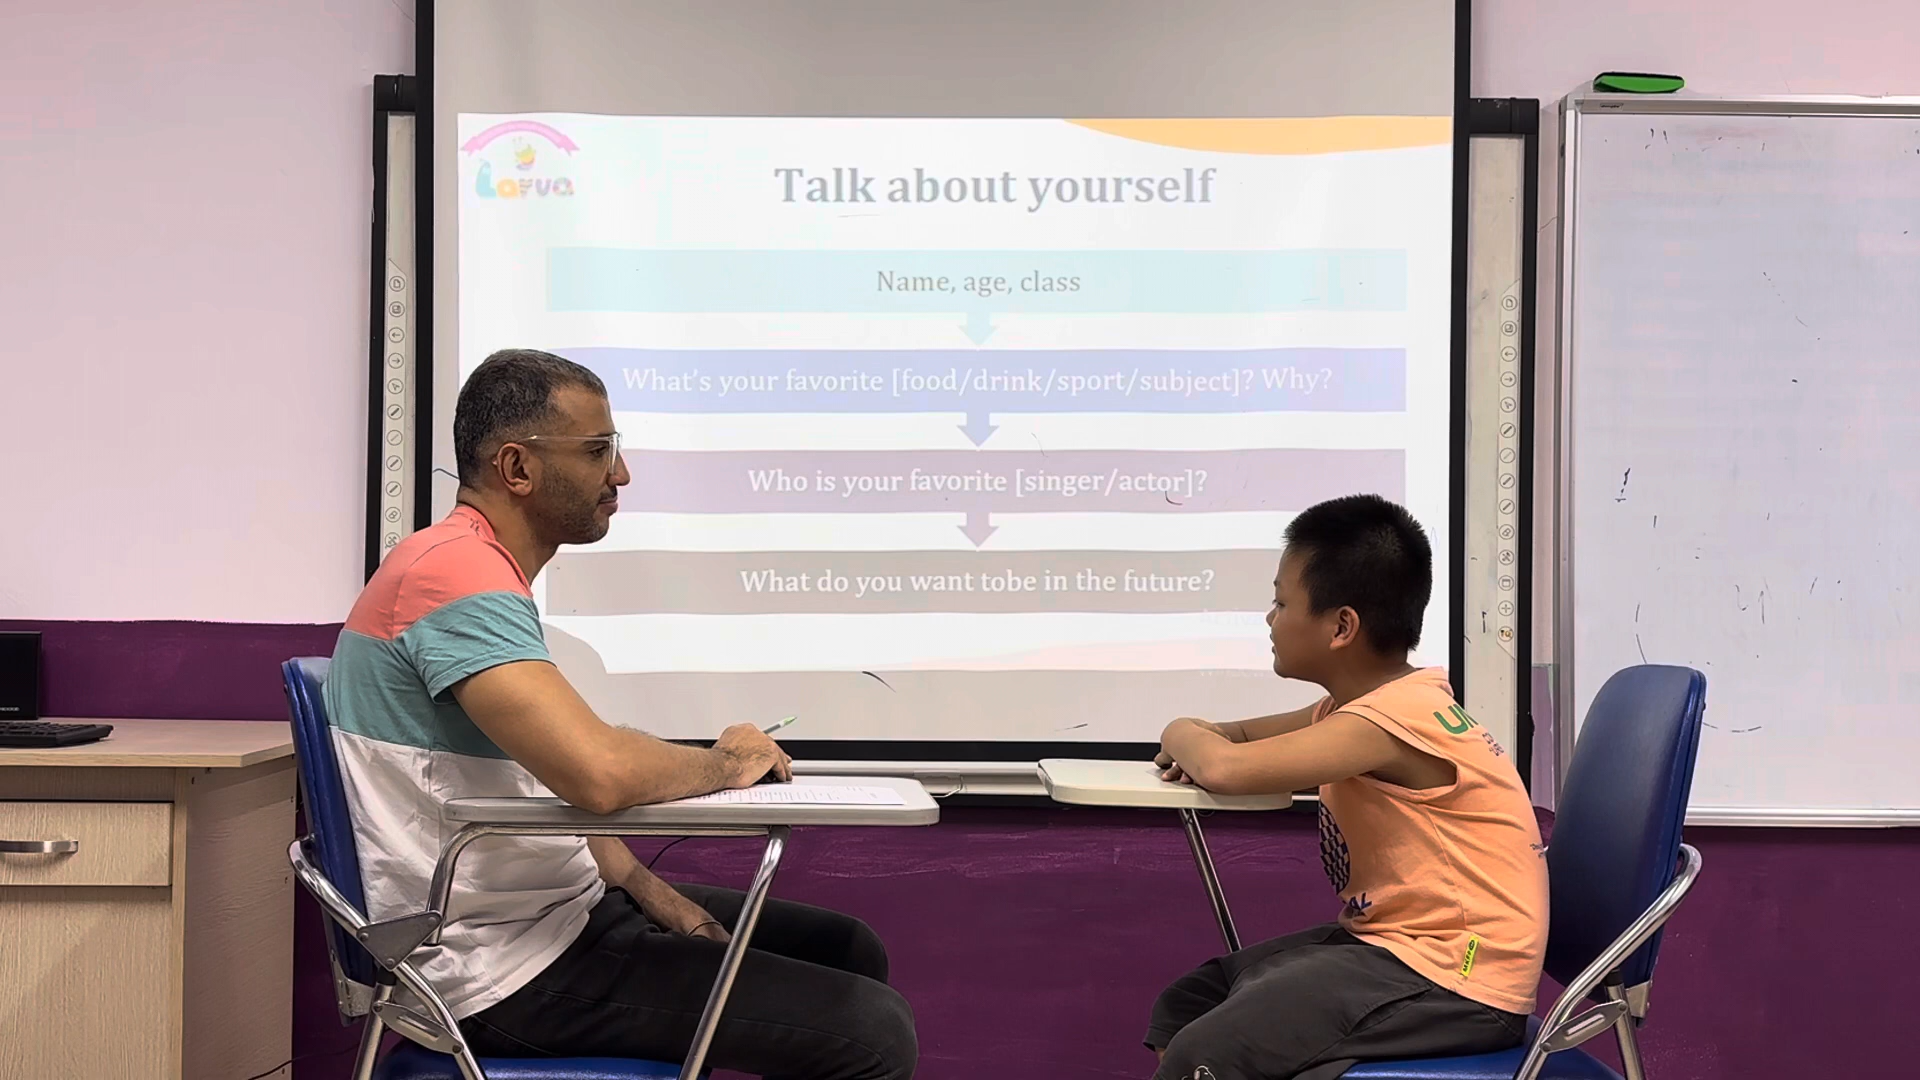 Larva
Talk about yourself
Name, age, class
What's your favorite [food/drink/sport/subject]? Why?
Who is your favorite [singer/actor]?
What do you want tobe in the future?